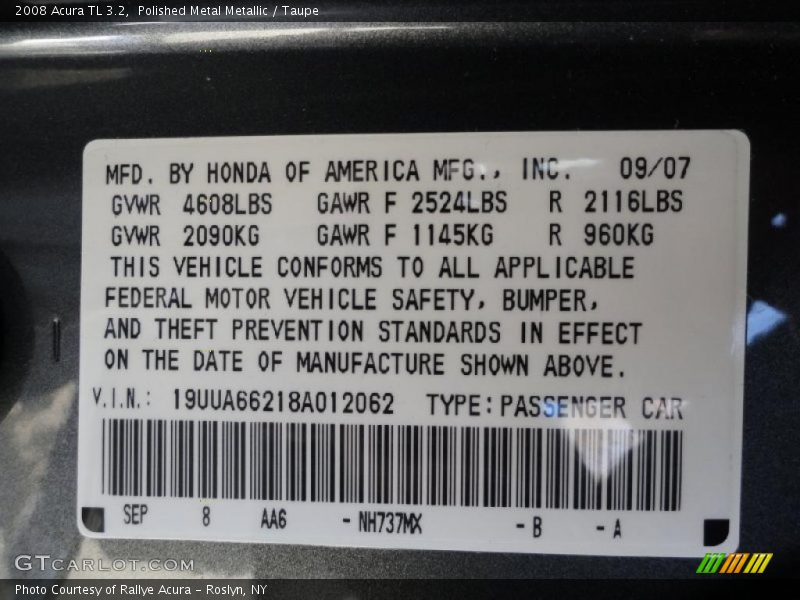 2008 Acura TL 3.2, Polished Metal Metallic / Taupe
MFD. BY HONDA OF AMERICA MFG., INC. 09/07
GVWR 4608LBS GAWR F 2524LBS R 2116LBS
GVWR 2090KG GAWR F 1145KG R 960KG
THIS VEHICLE CONFORMS TO ALL APPLICABLE
FEDERAL MOTOR VEHICLE SAFETY, BUMPER,
AND THEFT PREVENTION STANDARDS IN EFFECT
ON THE DATE OF MANUFACTURE SHOWN ABOVE.
V.I.N.: 19UUA66218A012062 TYPE: PASSENGER CAR
SEP 8 AA6 - NH737MX - B - A
GTCARLOT.COM
Photo Courtesy of Rallye Acura - Roslyn, NY